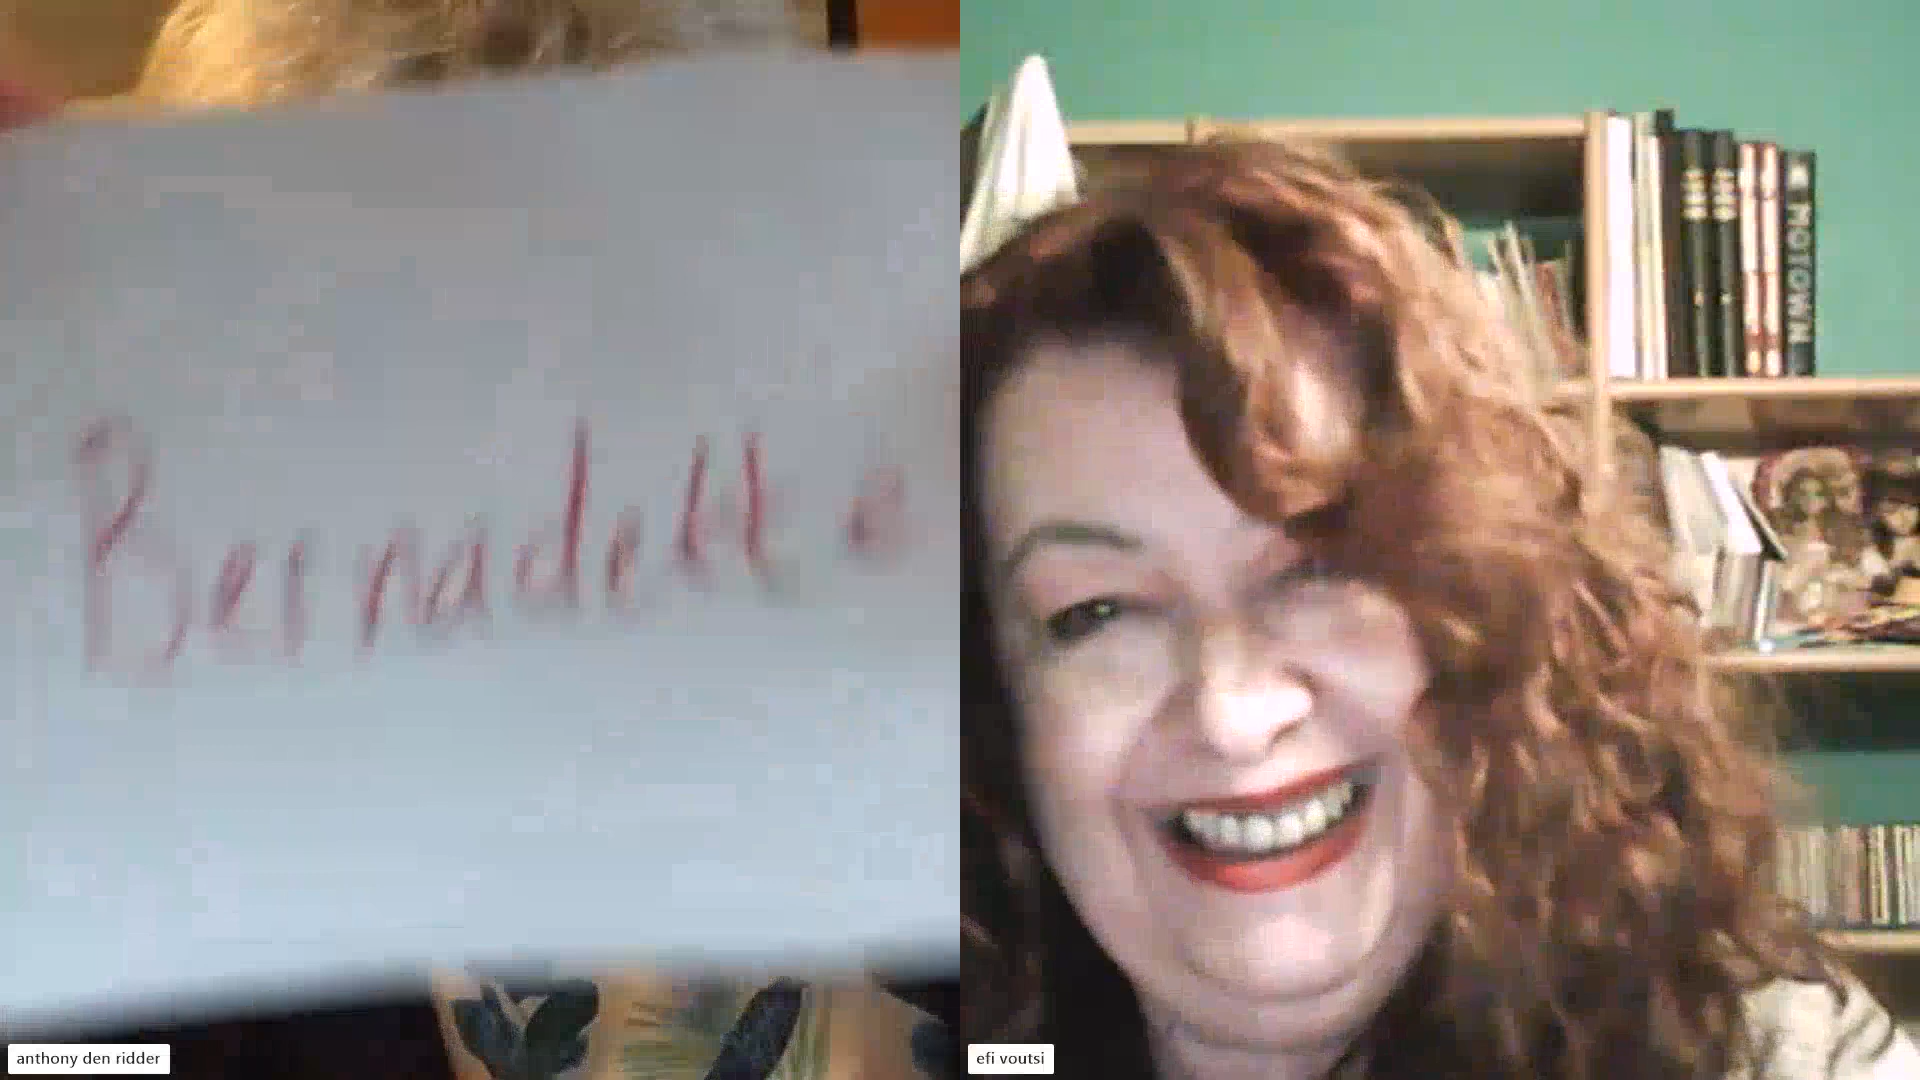 Bernadette
MOTOWN
anthony den ridder
efi voutsi